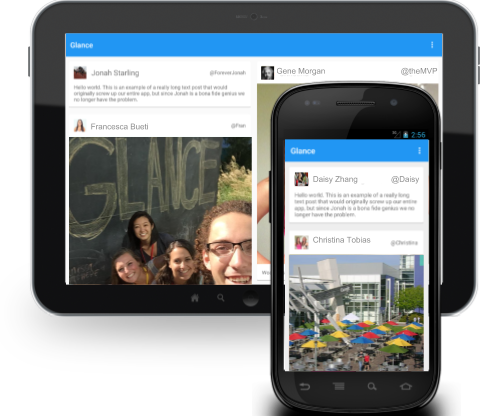 Glance
Jonah Starling @ForeverJonah
Hello world. This is an example of a really long text post that would
originally screw up our entire app, but since Jonah is a bona fide genius we
no longer have the problem.
Francesca Bueti @Fran
GLANCE
Gene Morgan @theMVP
2:56
Glance
Daisy Zhang @Daisy
Hello world. This is an example of a really long
text post that would originally screw up our entire
app, but since Jonah is a bona fide genius we no
longer have the problem.
Christina Tobias @Christina